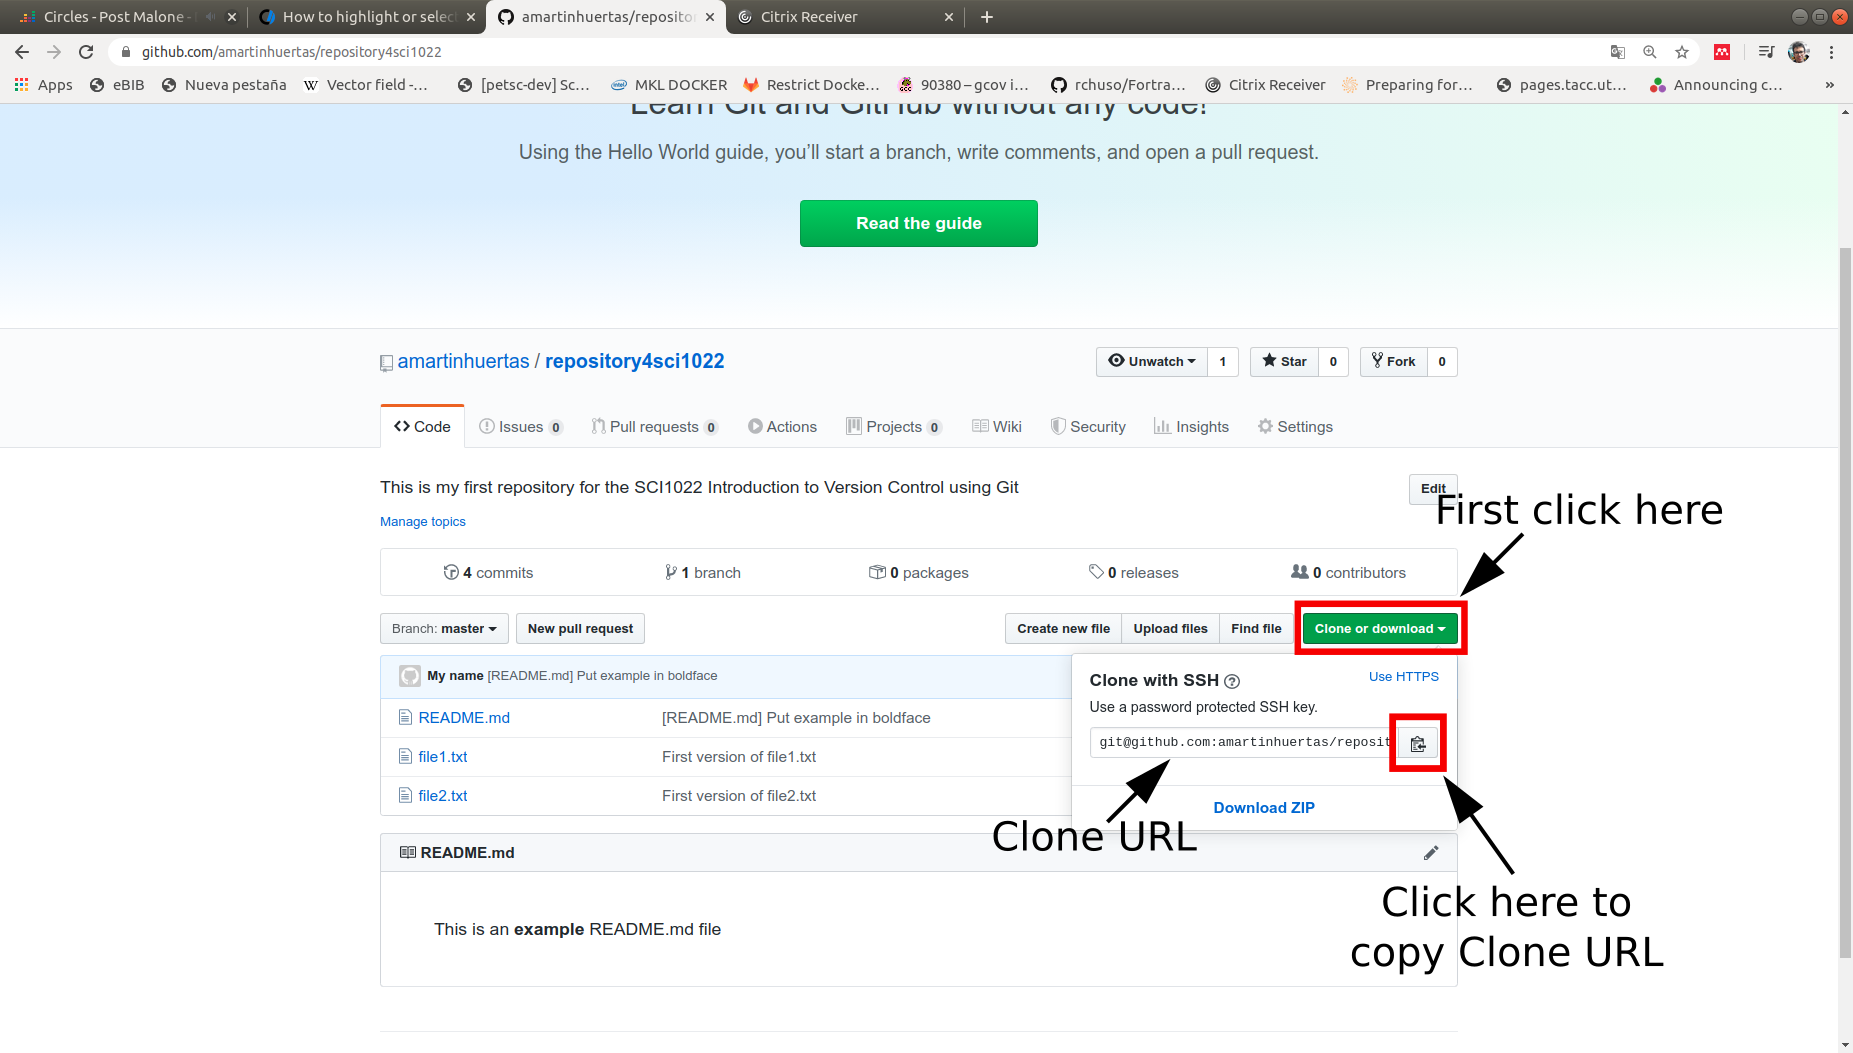 Circles - Post Malone -
How to highlight or selec
amartinhuertas/reposito
Citrix Receiver
github.com/amartinhuertas/repository4sci1022
Apps
eBIB
Nueva pestaña
W Vector field -...
[petsc-dev] Sc...
MKL DOCKER
Restrict Docke...
90380 – gcov i...
rchuso/Fortra...
Citrix Receiver
Preparing for...
pages.tacc.ut...
Announcing c...
»
Learn Git and GitHub without any code!
Using the Hello World guide, you’ll start a branch, write comments, and open a pull request.
Read the guide
amartinhuertas / repository4sci1022
Unwatch 1
Star 0
Fork 0
Code
Issues 0
Pull requests 0
Actions
Projects 0
Wiki
Security
Insights
Settings
This is my first repository for the SCI1022 Introduction to Version Control using Git
Edit
Manage topics
First click here
4 commits
1 branch
0 packages
0 releases
0 contributors
Branch: master
New pull request
Create new file
Upload files
Find file
Clone or download
My name [README.md] Put example in boldface
README.md [README.md] Put example in boldface
file1.txt First version of file1.txt
file2.txt First version of file2.txt
Clone with SSH ?
Use HTTPS
Use a password protected SSH key.
git@github.com:amartinhuertas/reposit
Download ZIP
Clone URL
README.md
Click here to
copy Clone URL
This is an example README.md file